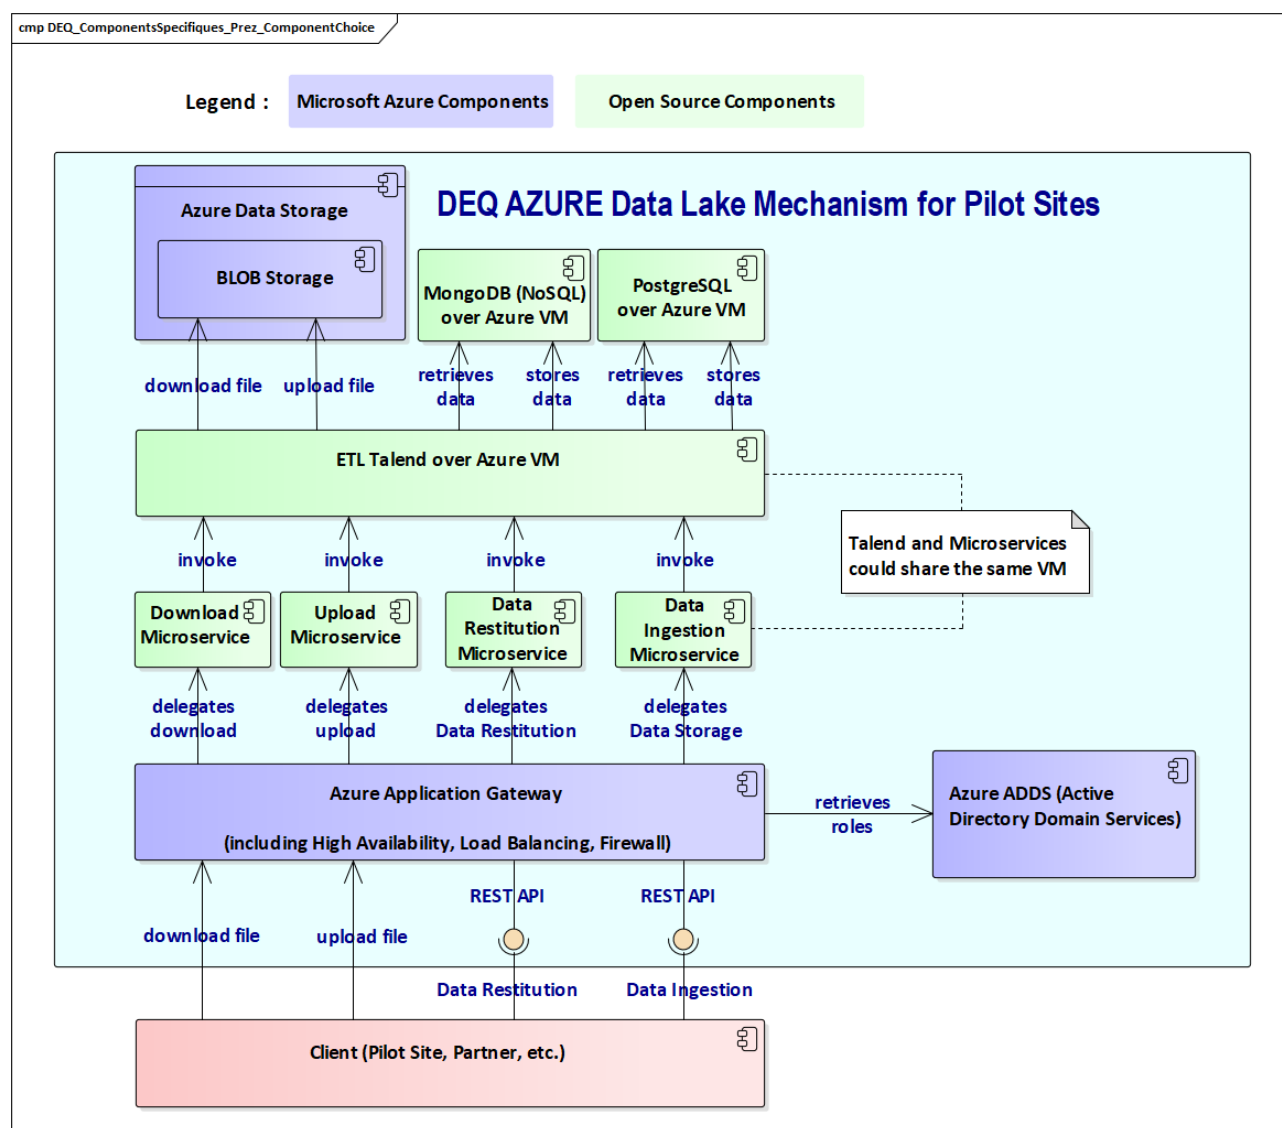 cmp DEQ_ComponentsSpecifiques_Prez_ComponentChoice
Legend :
Microsoft Azure Components
Open Source Components
DEQ AZURE Data Lake Mechanism for Pilot Sites
Azure Data Storage
BLOB Storage
MongoDB (NoSQL)
over Azure VM
PostgreSQL
over Azure VM
download file
upload file
retrieves
data
stores
data
retrieves
data
stores
data
ETL Talend over Azure VM
Talend and Microservices
could share the same VM
invoke
invoke
invoke
invoke
Download
Microservice
Upload
Microservice
Data
Restitution
Microservice
Data
Ingestion
Microservice
delegates
download
delegates
upload
delegates
Data Restitution
delegates
Data Storage
Azure Application Gateway
(including High Availability, Load Balancing, Firewall)
retrieves
roles
Azure ADDS (Active
Directory Domain Services)
REST API
REST API
download file
upload file
Data Restitution
Data Ingestion
Client (Pilot Site, Partner, etc.)